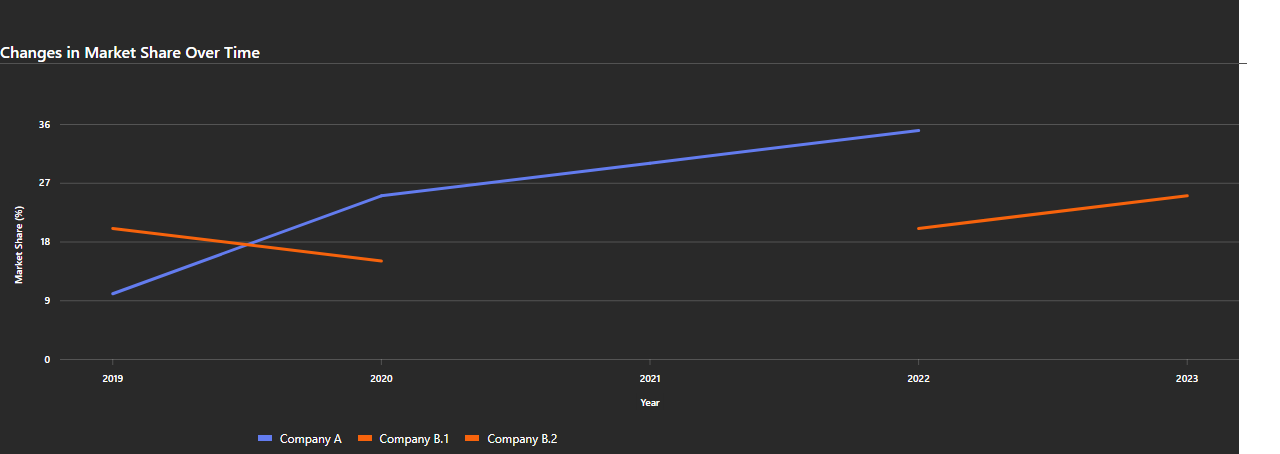 Changes in Market Share Over Time
36
27
18
9
0
Market Share (%)
2019 2020 2021 2022 2023
Year
Company A Company B.1 Company B.2